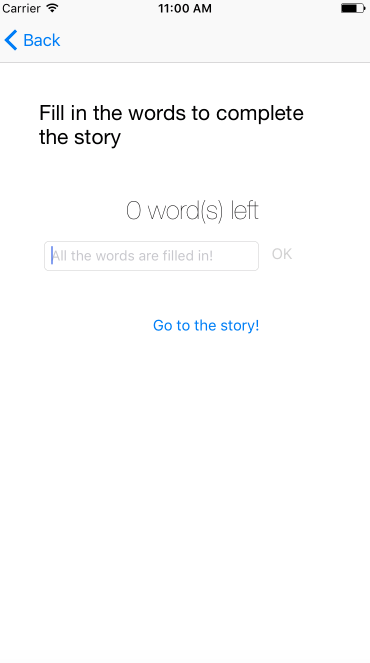 Carrier 11:00 AM
Back
Fill in the words to complete
the story
0 word(s) left
All the words are filled in! OK
Go to the story!